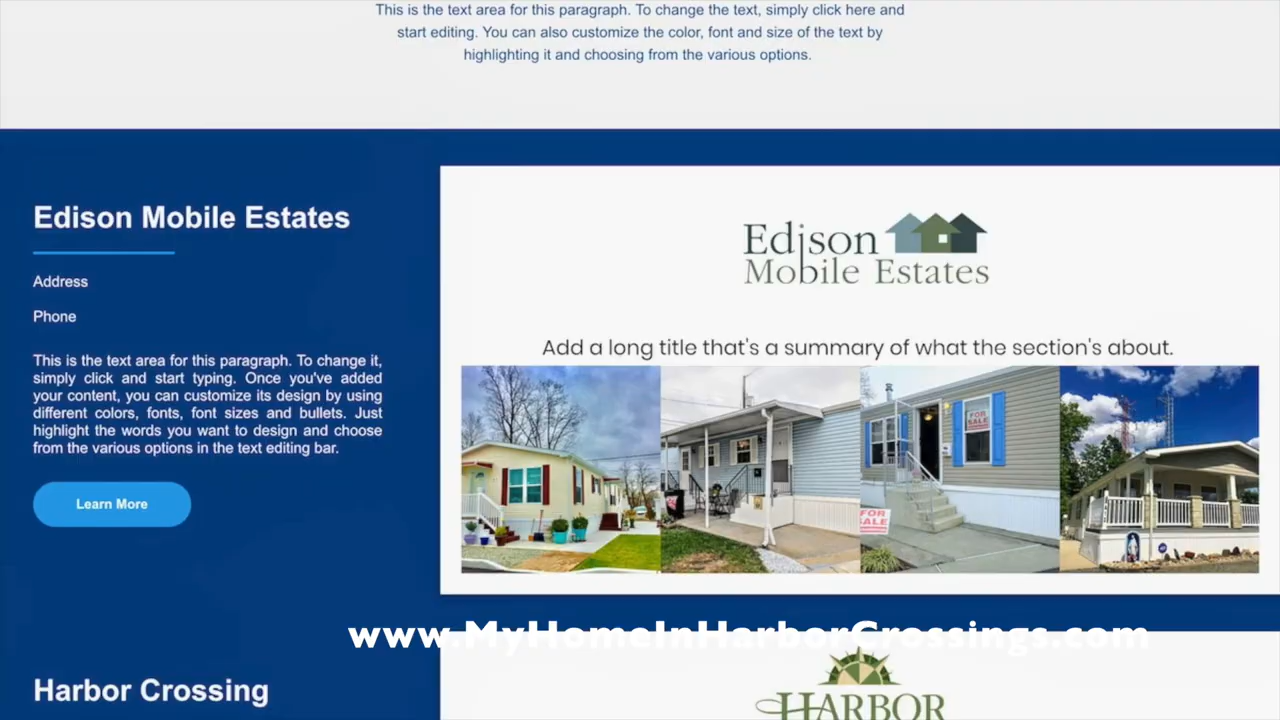 This is the text area for this paragraph. To change the text, simply click here and
start editing. You can also customize the color, font and size of the text by
highlighting it and choosing from the various options.
Edison Mobile Estates
Address
Phone
This is the text area for this paragraph. To change it,
simply click and start typing. Once you've added
your content, you can customize its design by using
different colors, fonts, font sizes and bullets. Just
highlight the words you want to design and choose
from the various options in the text editing bar.
Learn More
Edison
Mobile Estates
Add a long title that's a summary of what the section's about.
FOR
SALE
FOR
SALE
www.MyHomeInHarborCrossings.com
Harbor Crossing
HARBOR